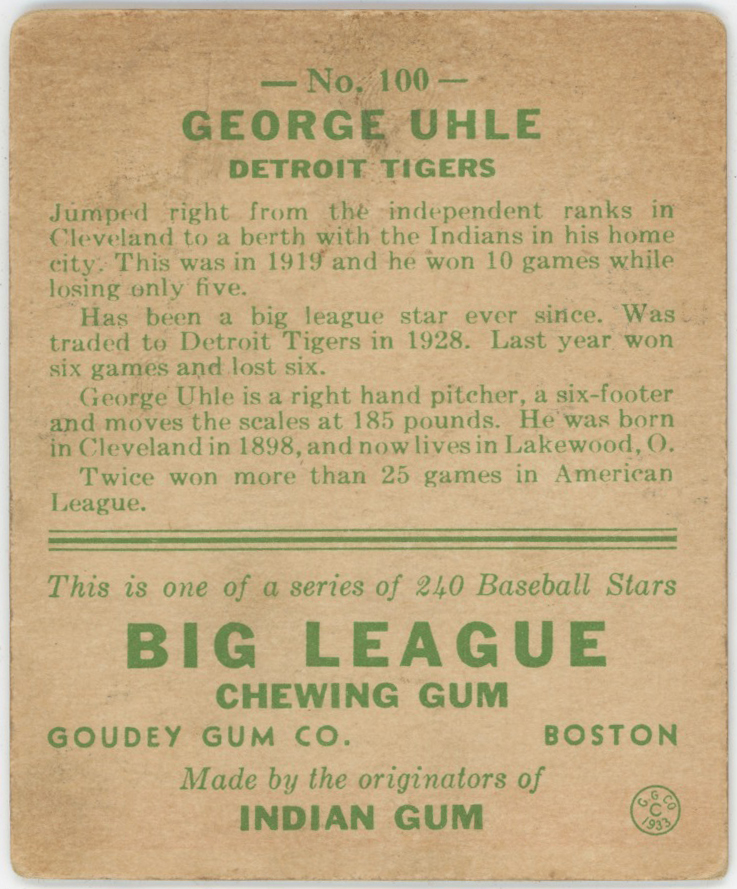 — No. 100 —
GEORGE UHLE
DETROIT TIGERS
Jumped right from the independent ranks in
Cleveland to a berth with the Indians in his home
city. This was in 1919 and he won 10 games while
losing only five.
Has been a big league star ever since. Was
traded to Detroit Tigers in 1928. Last year won
six games and lost six.
George Uhle is a right hand pitcher, a six-footer
and moves the scales at 185 pounds. He was born
in Cleveland in 1898, and now lives in Lakewood, O.
Twice won more than 25 games in American
League.
This is one of a series of 240 Baseball Stars
BIG LEAGUE
CHEWING GUM
GOUDEY GUM CO. BOSTON
Made by the originators of
INDIAN GUM
G. G. CO
C
1933